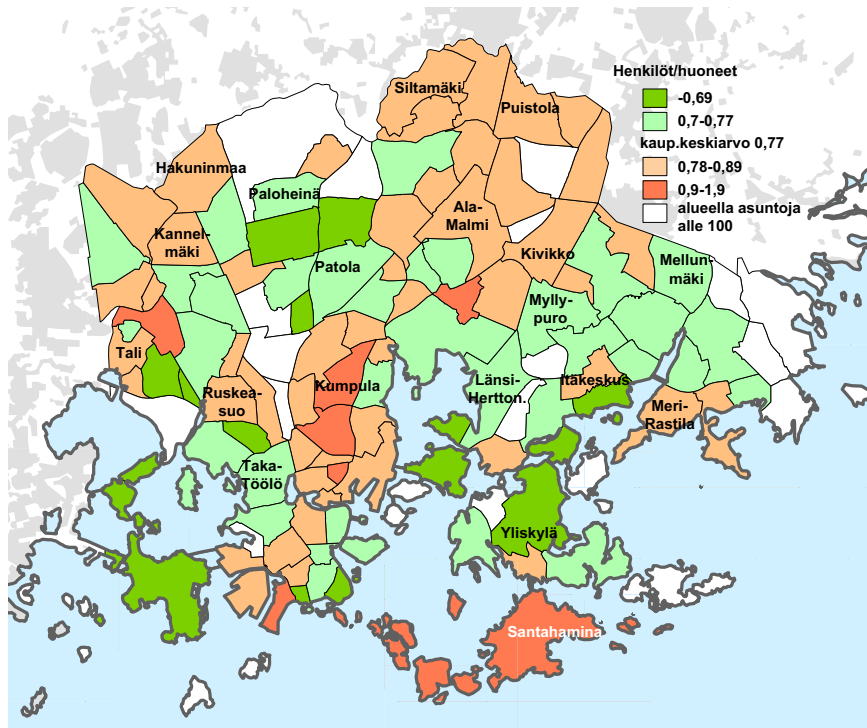 Henkilöt/huoneet
-0,69
0,7-0,77
kaup.keskiarvo 0,77
0,78-0,89
0,9-1,9
alueella asuntoja
alle 100
Siltamäki
Puistola
Hakuninmaa
Paloheinä
Ala-
Malmi
Kannel-
mäki
Kivikko
Patola
Mellun-
mäki
Mylly-
puro
Tali
Kumpula
Länsi-
Hertton.
Itäkeskus
Ruskea-
suo
Meri-
Rastila
Taka-
Töölö
Yliskylä
Santahamina